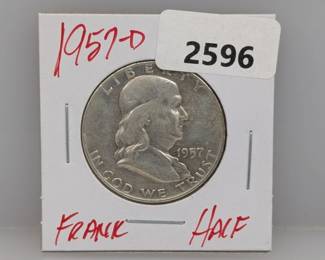 1957-D
2596
LIBERTY
1957
IN GOD WE TRUST
FRANK HALF